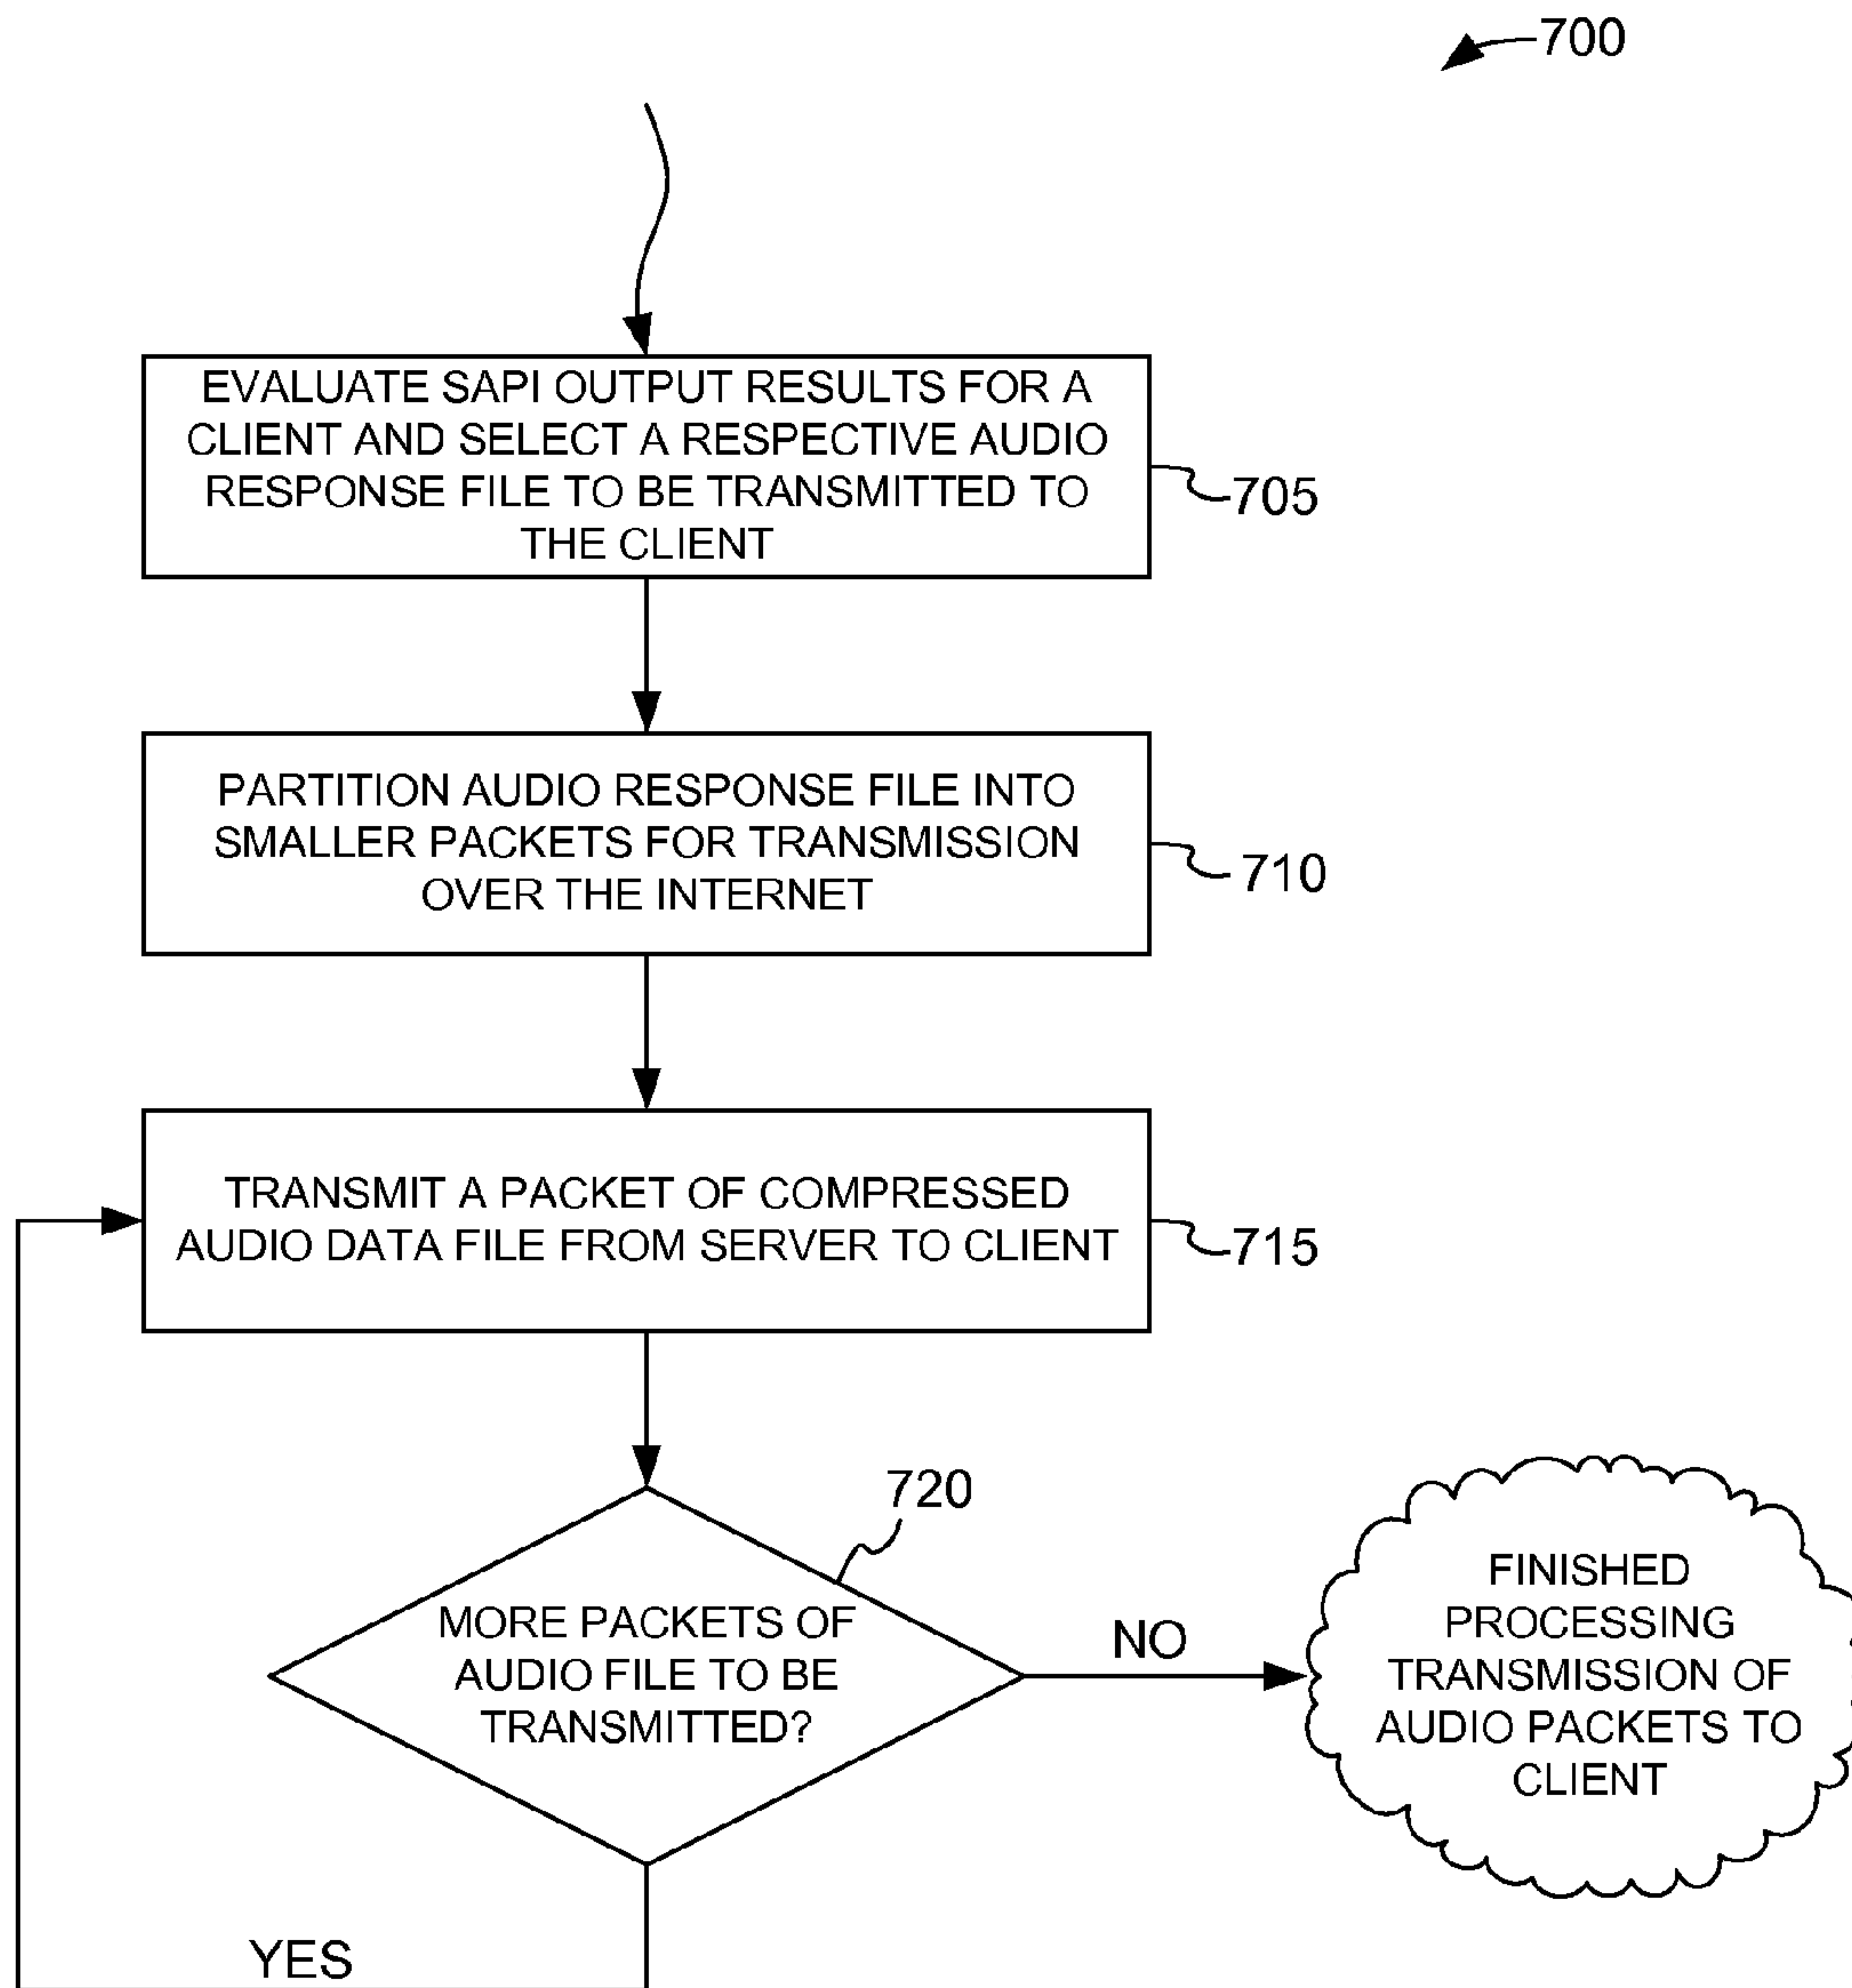 700
EVALUATE SAPI OUTPUT RESULTS FOR A
CLIENT AND SELECT A RESPECTIVE AUDIO
RESPONSE FILE TO BE TRANSMITTED TO
THE CLIENT
705
PARTITION AUDIO RESPONSE FILE INTO
SMALLER PACKETS FOR TRANSMISSION
OVER THE INTERNET
710
TRANSMIT A PACKET OF COMPRESSED
AUDIO DATA FILE FROM SERVER TO CLIENT
715
720
MORE PACKETS OF
AUDIO FILE TO BE
TRANSMITTED?
NO
FINISHED
PROCESSING
TRANSMISSION OF
AUDIO PACKETS TO
CLIENT
YES